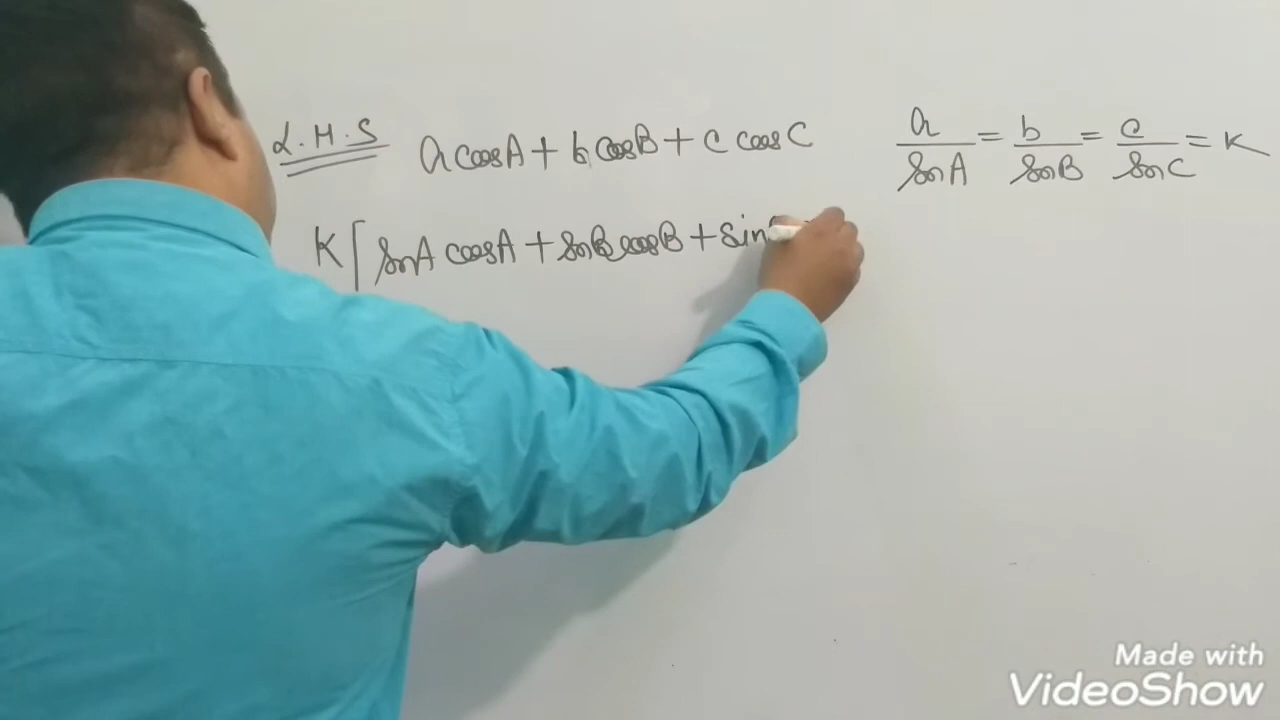 L.H.S a cosA + b cosB + c cosC
a/sinA = b/sinB = c/sinC = K
K[ sinA cosA + sinB cosB + sin
Made with
VideoShow